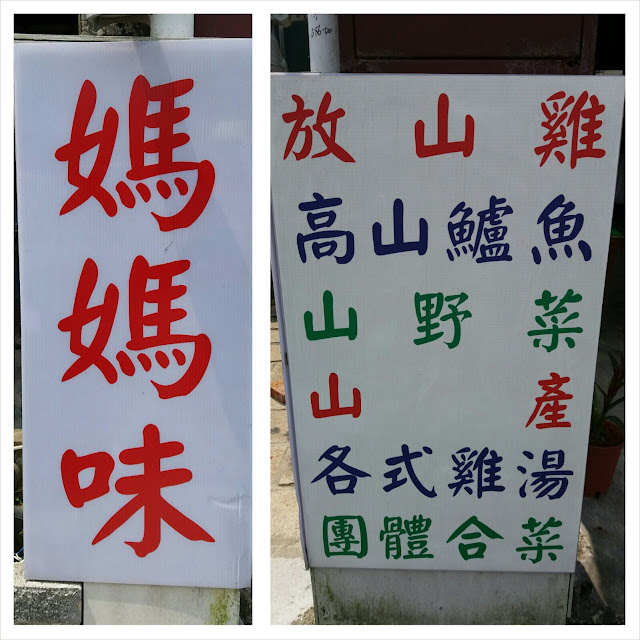 媽媽味
放山雞
高山鱸魚
山野菜
山產
各式雞湯
團體合菜